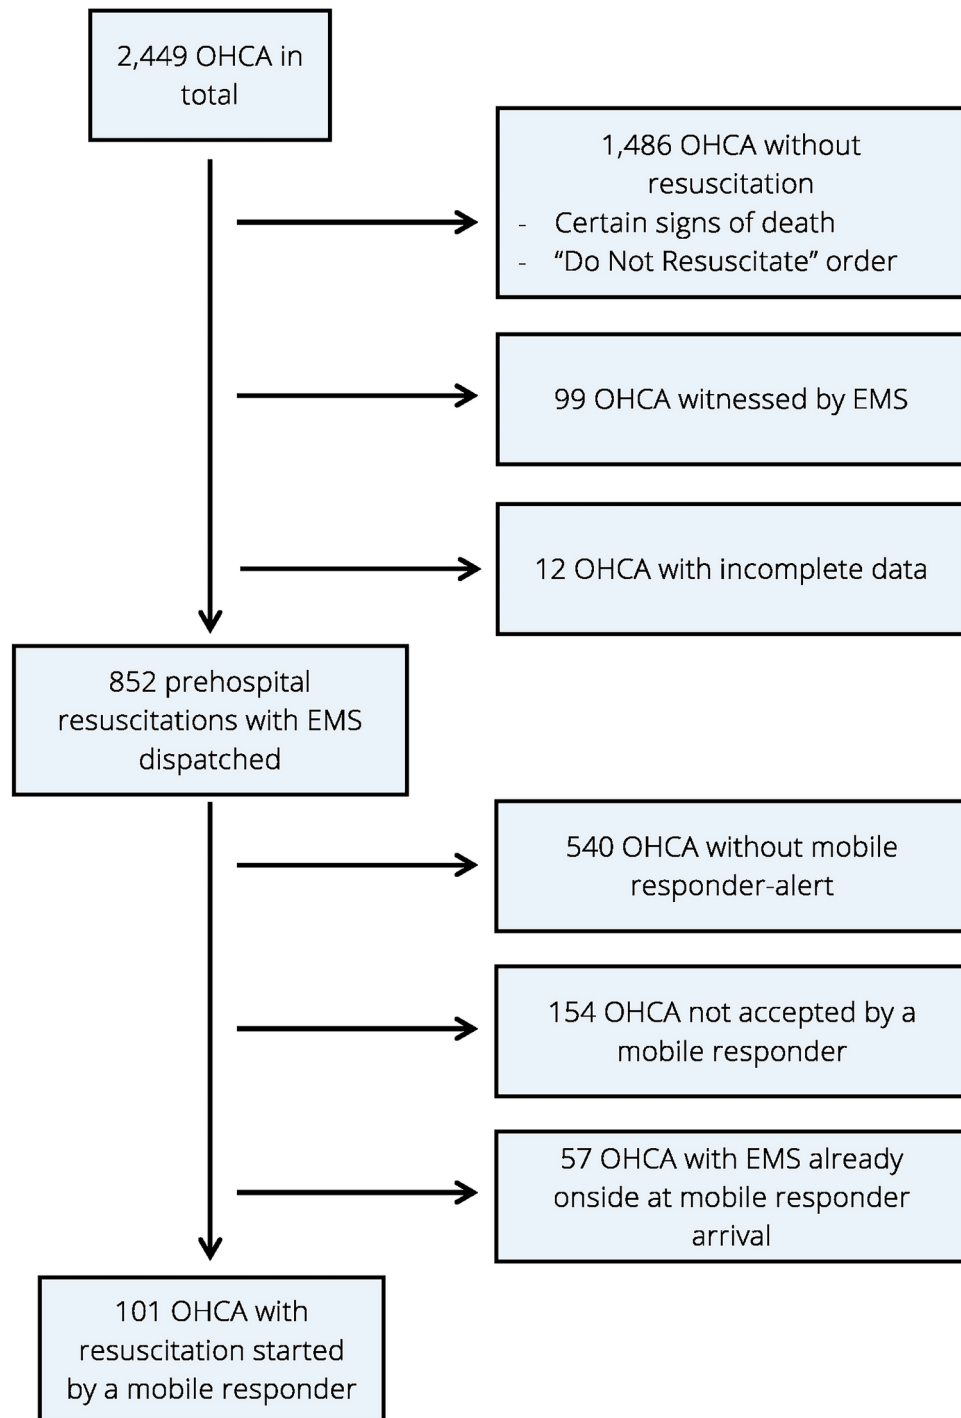 2,449 OHCA in
total
1,486 OHCA without
resuscitation
- Certain signs of death
- “Do Not Resuscitate” order
99 OHCA witnessed by EMS
12 OHCA with incomplete data
852 prehospital
resuscitations with EMS
dispatched
540 OHCA without mobile
responder-alert
154 OHCA not accepted by a
mobile responder
57 OHCA with EMS already
onside at mobile responder
arrival
101 OHCA with
resuscitation started
by a mobile responder